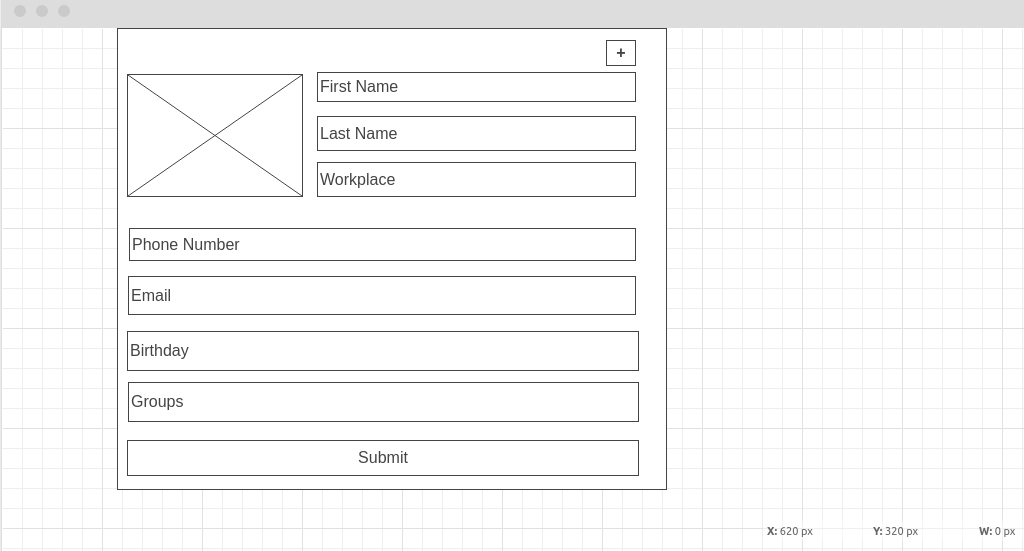 +
First Name
Last Name
Workplace
Phone Number
Email
Birthday
Groups
Submit
X: 620 px Y: 320 px W: 0 px